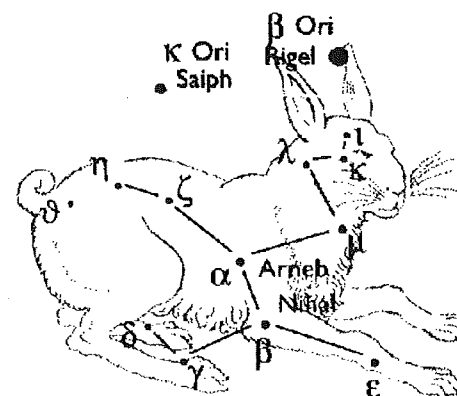 β Ori
Rigel
κ Ori
Saiph
ι
λ
κ
η
ζ
ϑ
μ
α Arneb
Nihal
δ
β
γ
ε